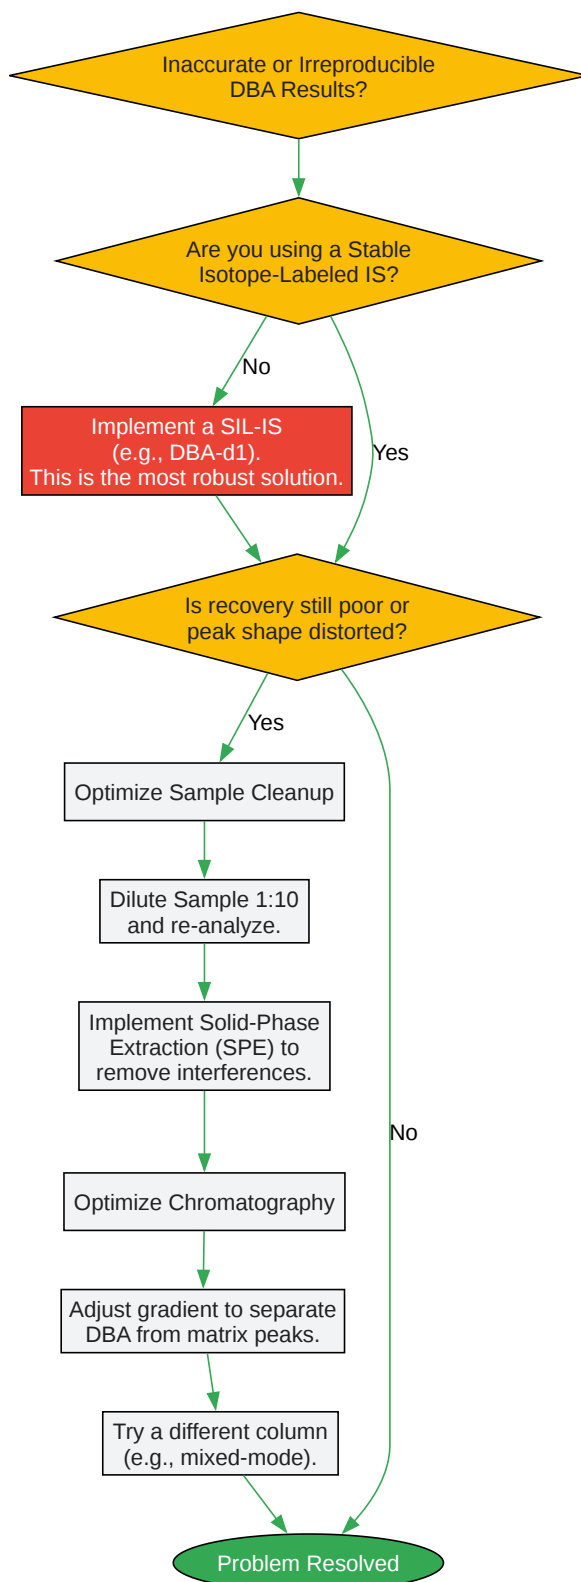 Inaccurate or Irreproducible
DBA Results?
Are you using a Stable
Isotope-Labeled IS?
No
Implement a SIL-IS
(e.g., DBA-d1).
This is the most robust solution.
Yes
Is recovery still poor or
peak shape distorted?
Yes
Optimize Sample Cleanup
Dilute Sample 1:10
and re-analyze.
Implement Solid-Phase
Extraction (SPE) to
remove interferences.
No
Optimize Chromatography
Adjust gradient to separate
DBA from matrix peaks.
Try a different column
(e.g., mixed-mode).
Problem Resolved